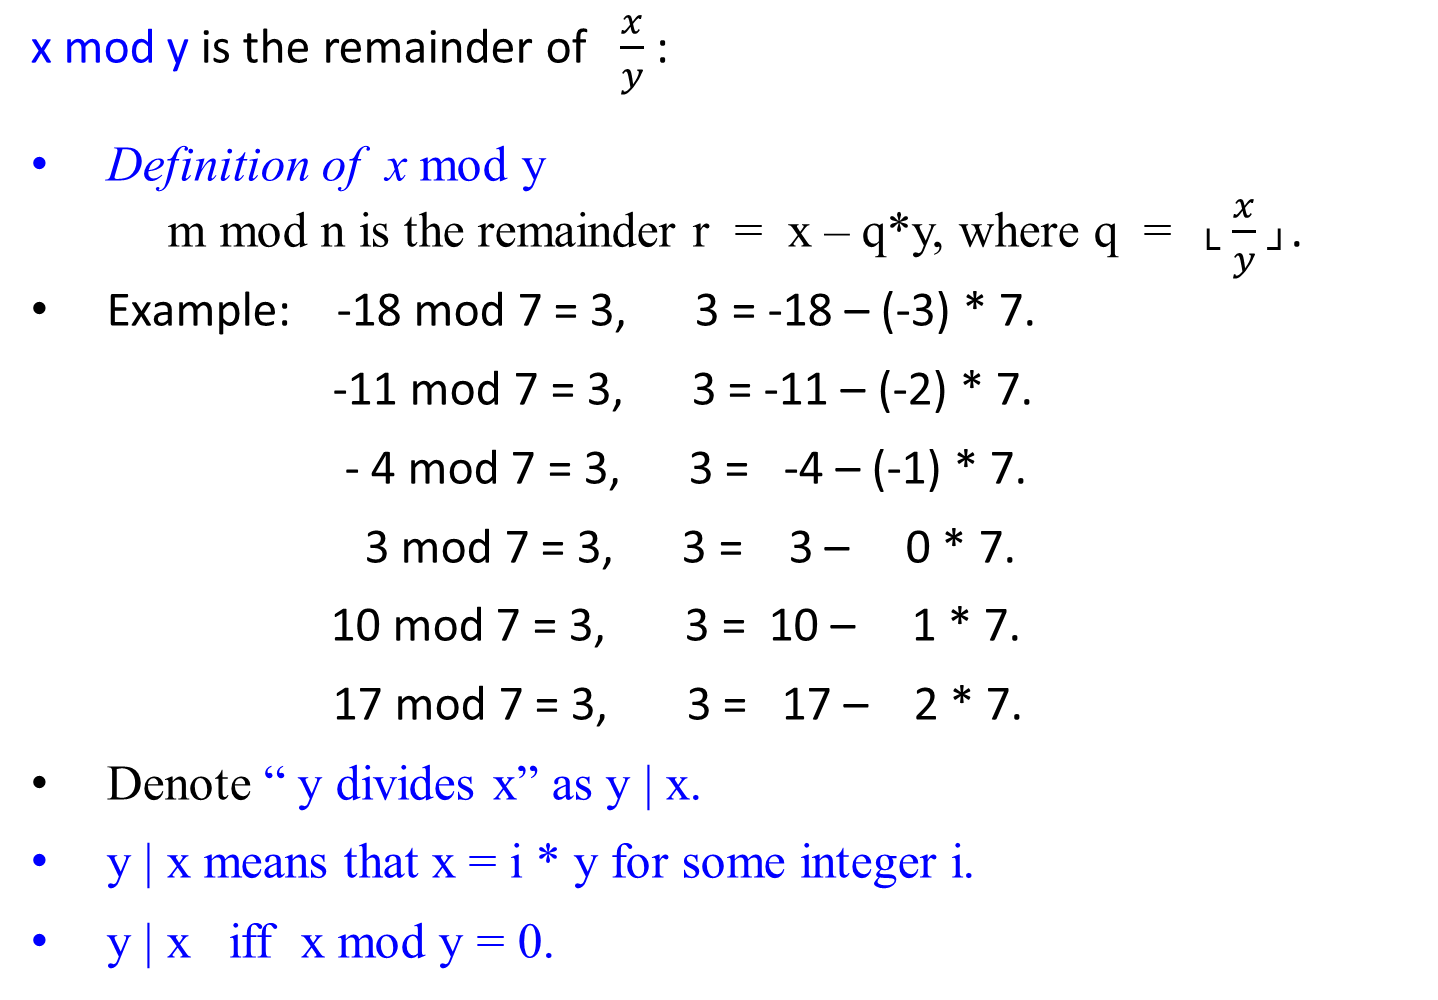 x mod y is the remainder of x/y :
• Definition of x mod y
m mod n is the remainder r = x – q*y, where q = ⌞x/y⌟.
• Example: -18 mod 7 = 3, 3 = -18 – (-3) * 7.
-11 mod 7 = 3, 3 = -11 – (-2) * 7.
- 4 mod 7 = 3, 3 = -4 – (-1) * 7.
3 mod 7 = 3, 3 = 3 – 0 * 7.
10 mod 7 = 3, 3 = 10 – 1 * 7.
17 mod 7 = 3, 3 = 17 – 2 * 7.
• Denote “ y divides x” as y | x.
• y | x means that x = i * y for some integer i.
• y | x iff x mod y = 0.